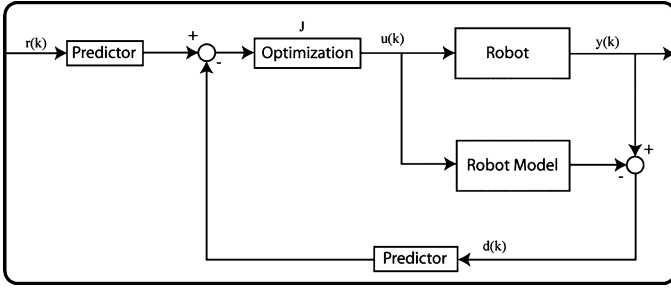 J
r(k)
Predictor
+
-
Optimization
u(k)
Robot
y(k)
Robot Model
+
-
Predictor
d(k)